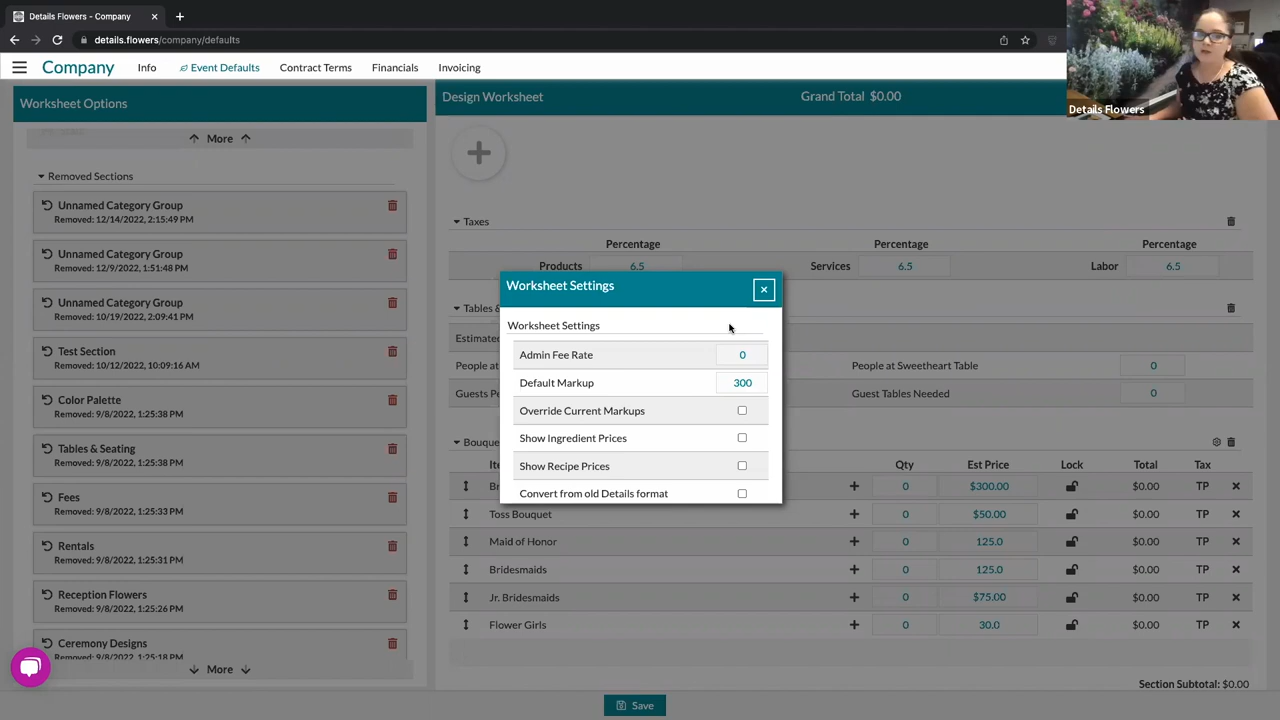 Details Flowers - Company
details.flowers/company/defaults
Company Info Event Defaults Contract Terms Financials Invoicing
Details Flowers
Worksheet Options
More
Removed Sections
Unnamed Category Group
Removed: 12/14/2022, 2:15:49 PM
Unnamed Category Group
Removed: 12/9/2022, 1:51:48 PM
Unnamed Category Group
Removed: 10/19/2022, 2:09:41 PM
Test Section
Removed: 10/12/2022, 10:09:16 AM
Color Palette
Removed: 9/8/2022, 1:25:38 PM
Tables & Seating
Removed: 9/8/2022, 1:25:38 PM
Fees
Removed: 9/8/2022, 1:25:33 PM
Rentals
Removed: 9/8/2022, 1:25:31 PM
Reception Flowers
Removed: 9/8/2022, 1:25:26 PM
Ceremony Designs
Removed: 9/8/2022, 1:25:18 PM
More
Design Worksheet Grand Total $0.00
Taxes
Percentage Percentage Percentage
Products 6.5 Services 6.5 Labor 6.5
Tables &
Estimated
People at People at Sweetheart Table 0
Guests Pe Guest Tables Needed 0
Worksheet Settings
Worksheet Settings
Admin Fee Rate 0
Default Markup 300
Override Current Markups
Show Ingredient Prices
Show Recipe Prices
Convert from old Details format
Bouque
Ite Qty Est Price Lock Total Tax
Br 0 $300.00 $0.00 TP
Toss Bouquet 0 $50.00 $0.00 TP
Maid of Honor 0 125.0 $0.00 TP
Bridesmaids 0 125.0 $0.00 TP
Jr. Bridesmaids 0 $75.00 $0.00 TP
Flower Girls 0 30.0 $0.00 TP
Section Subtotal: $0.00
Save